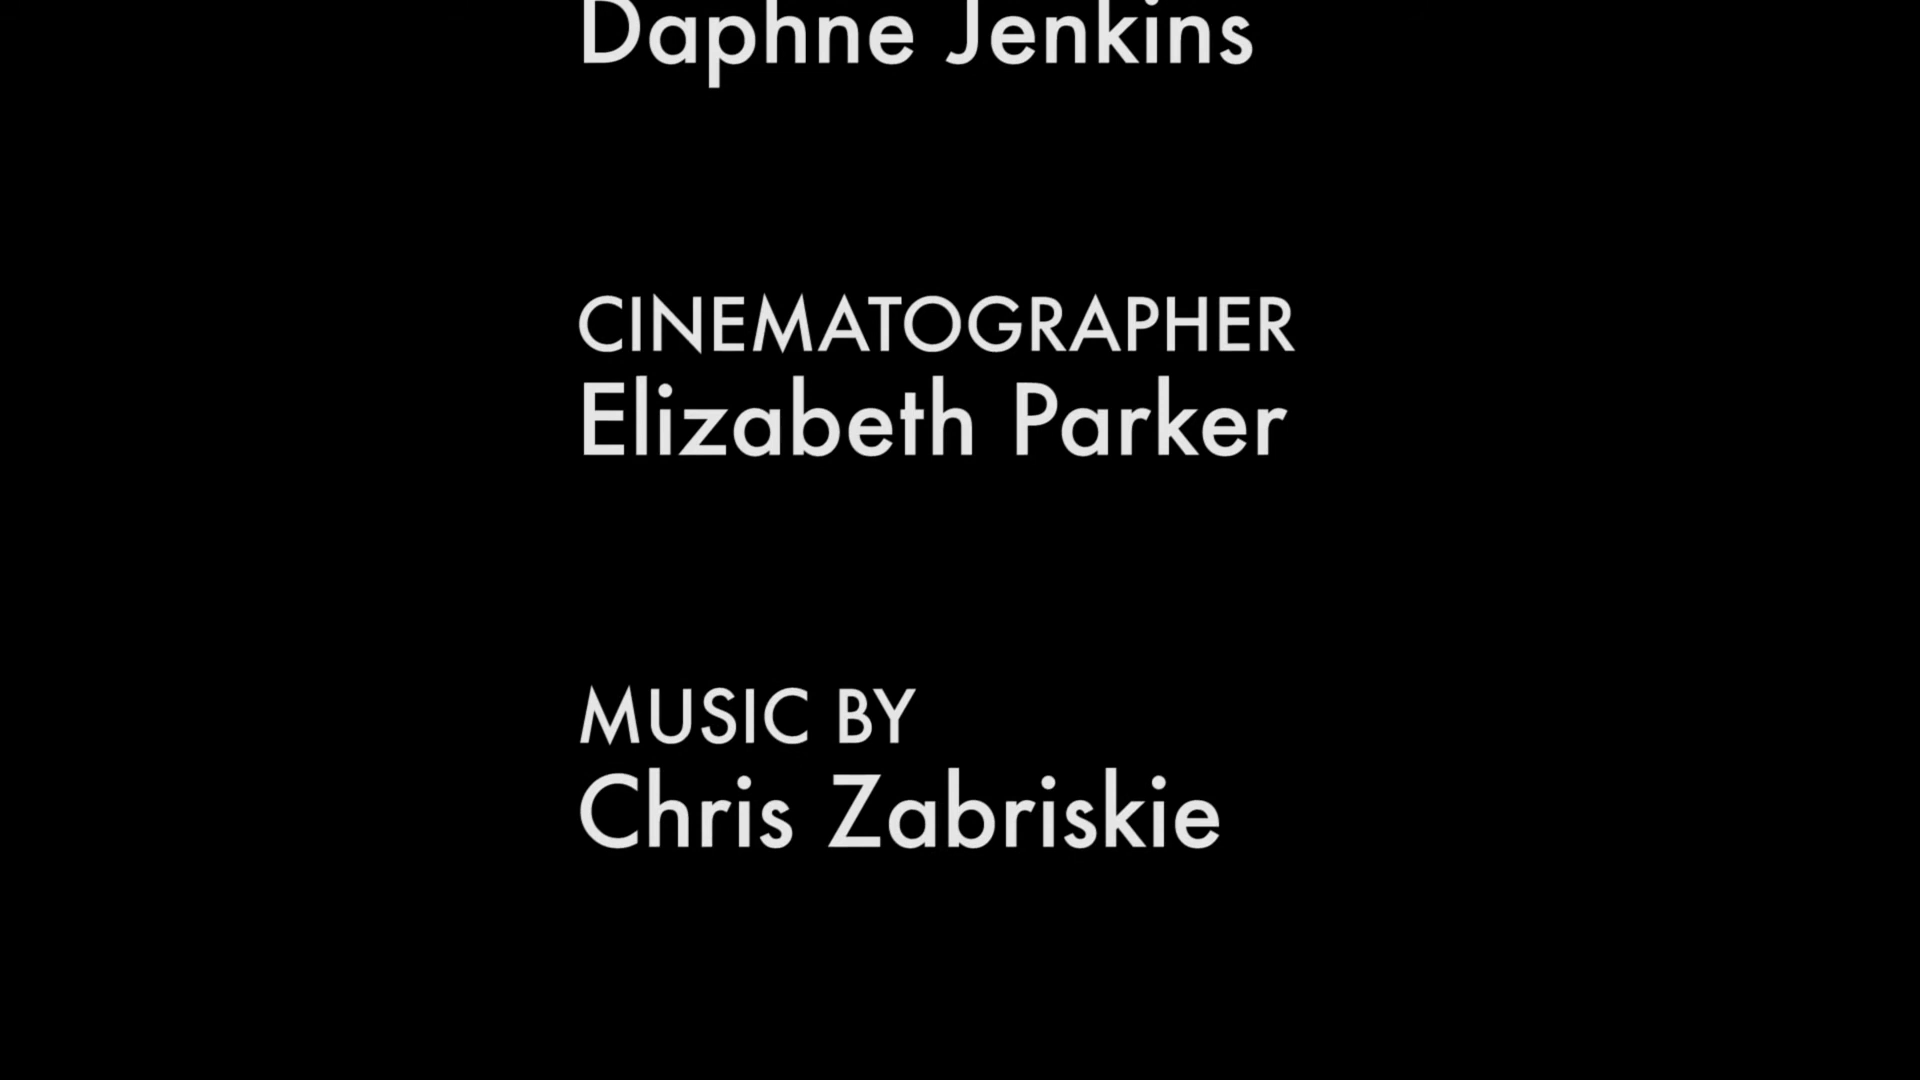 Daphne Jenkins
CINEMATOGRAPHER
Elizabeth Parker
MUSIC BY
Chris Zabriskie